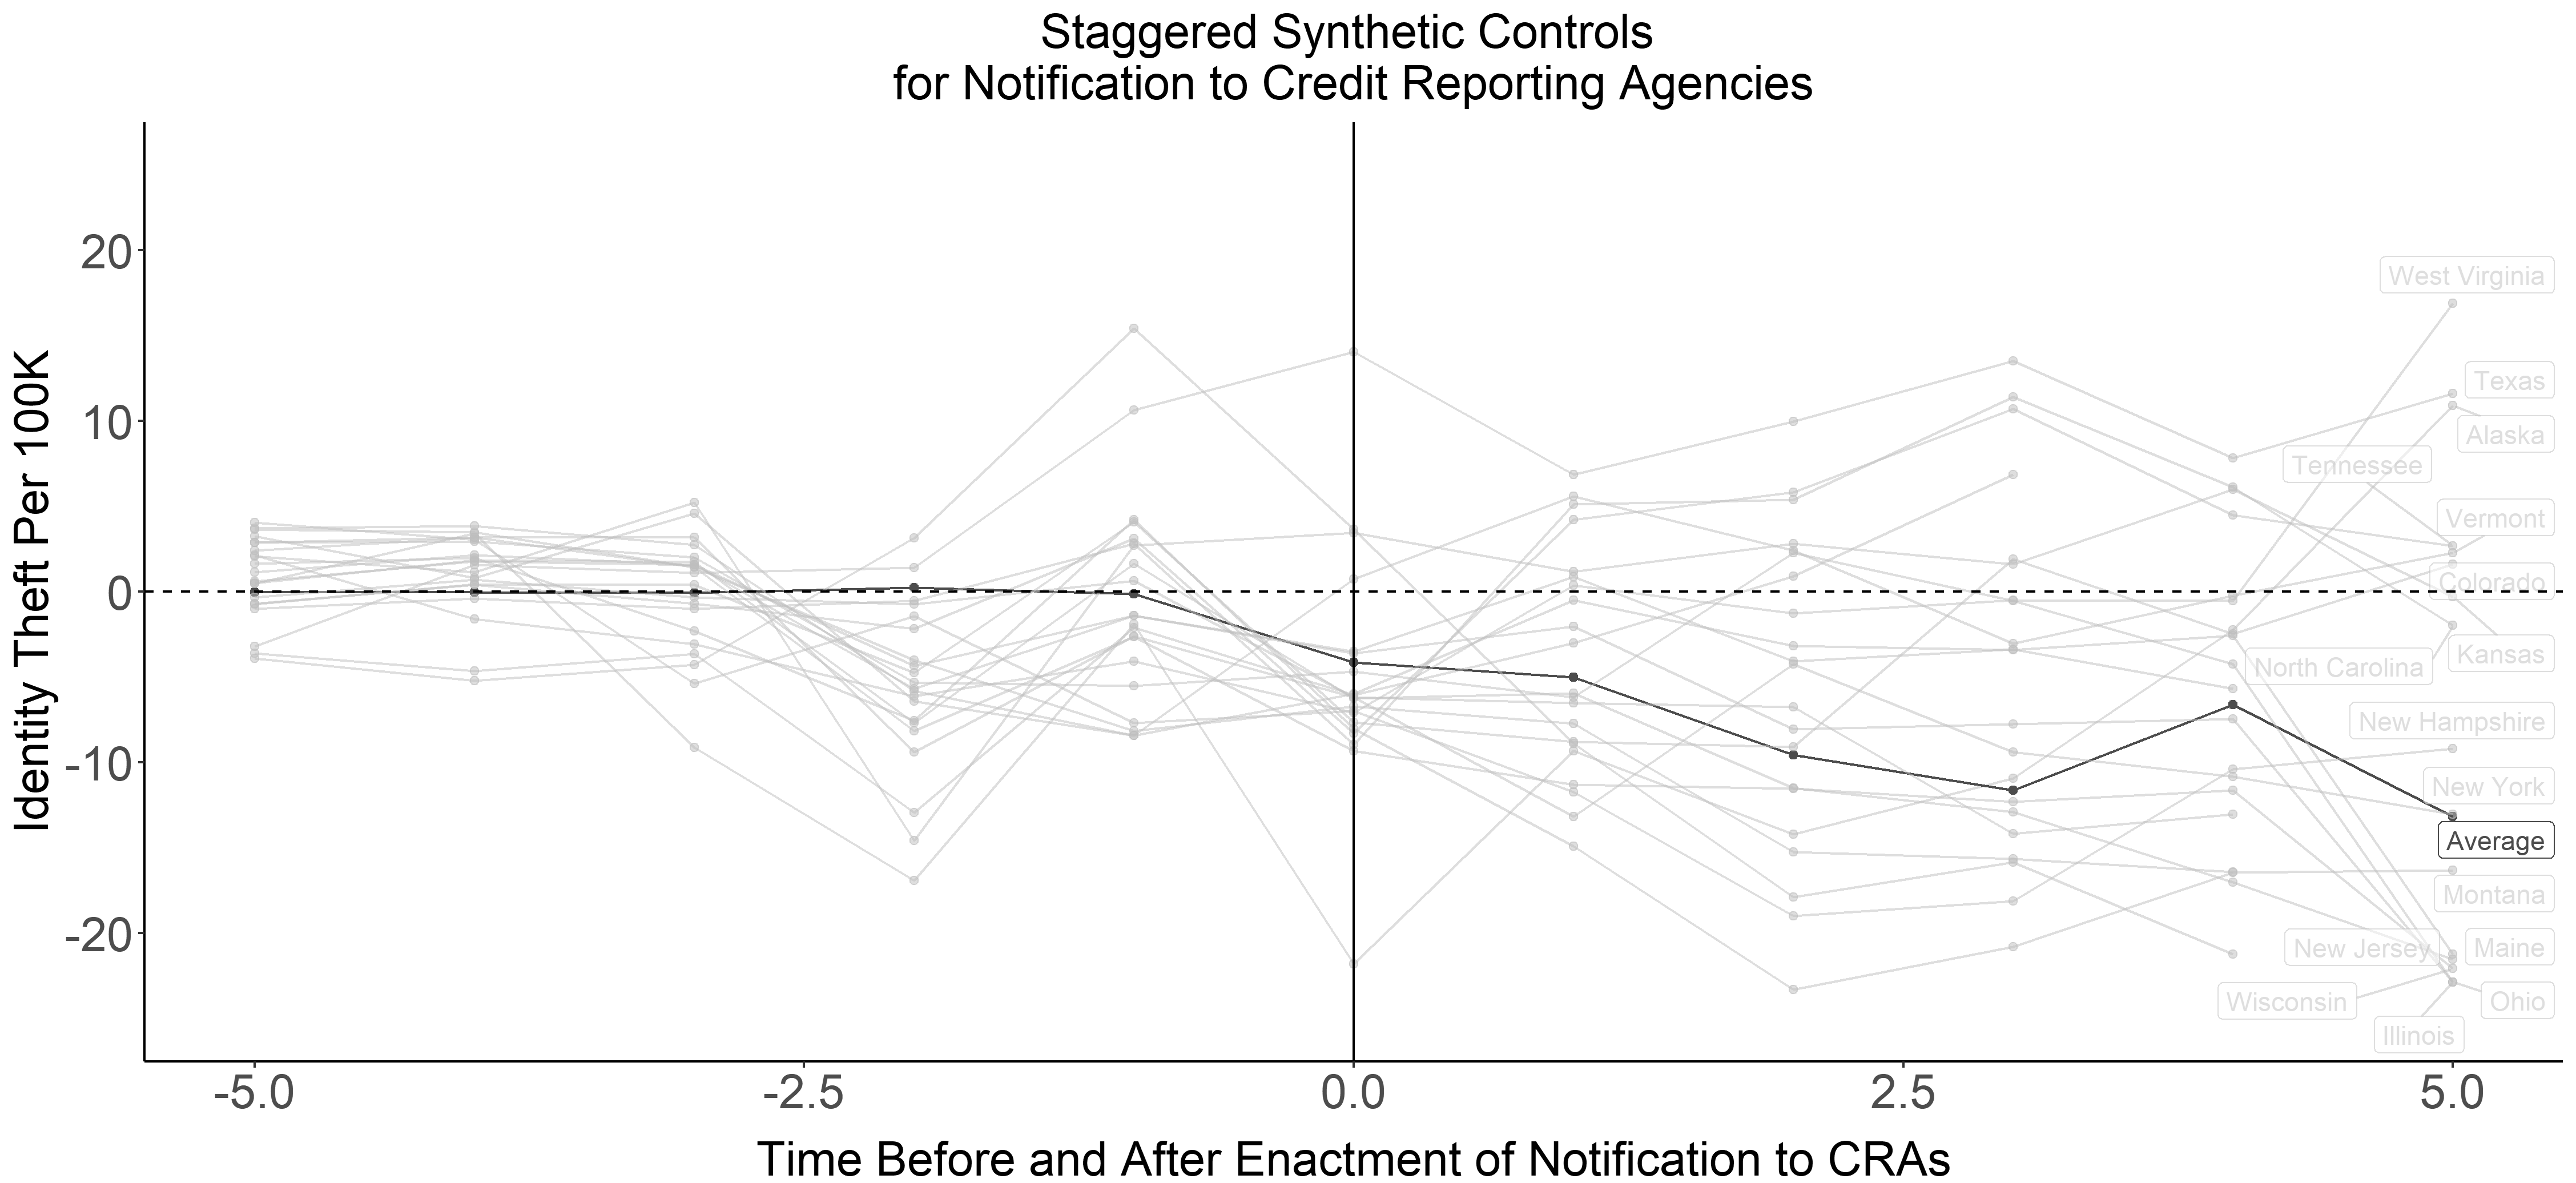 Staggered Synthetic Controls
for Notification to Credit Reporting Agencies
Identity Theft Per 100K
20
10
0
-10
-20
West Virginia
Texas
Alaska
Tennessee
Vermont
Colorado
Kansas
North Carolina
New Hampshire
New York
Average
Montana
New Jersey
Maine
Wisconsin
Ohio
Illinois
-5.0
-2.5
0.0
2.5
5.0
Time Before and After Enactment of Notification to CRAs